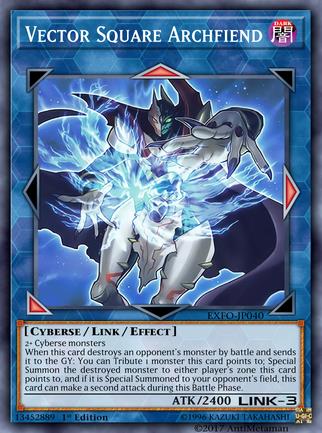 Vector Square Archfiend
DARK
闇
EXFO-JP040
[Cyberse / Link / Effect]
2+ Cyberse monsters
When this card destroys an opponent's monster by battle and sends
it to the GY: You can Tribute 1 monster this card points to; Special
Summon the destroyed monster to either player's zone this card
points to, and if it is Special Summoned to your opponent's field, this
card can make a second attack during this Battle Phase.
ATK/2400 LINK-3
13452889 1st Edition ©1996 KAZUKI TAKAHASHI
©2017 AntiMetaman